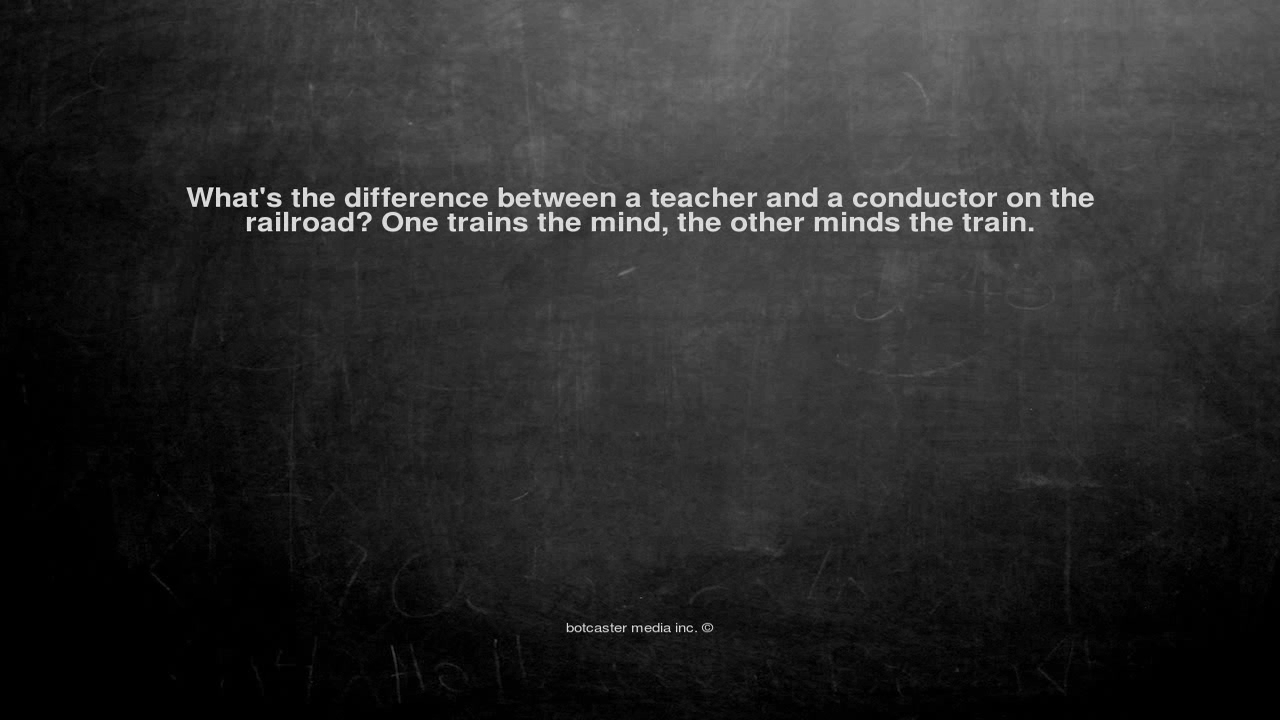 What's the difference between a teacher and a conductor on the
railroad? One trains the mind, the other minds the train.
botcaster media inc. ©